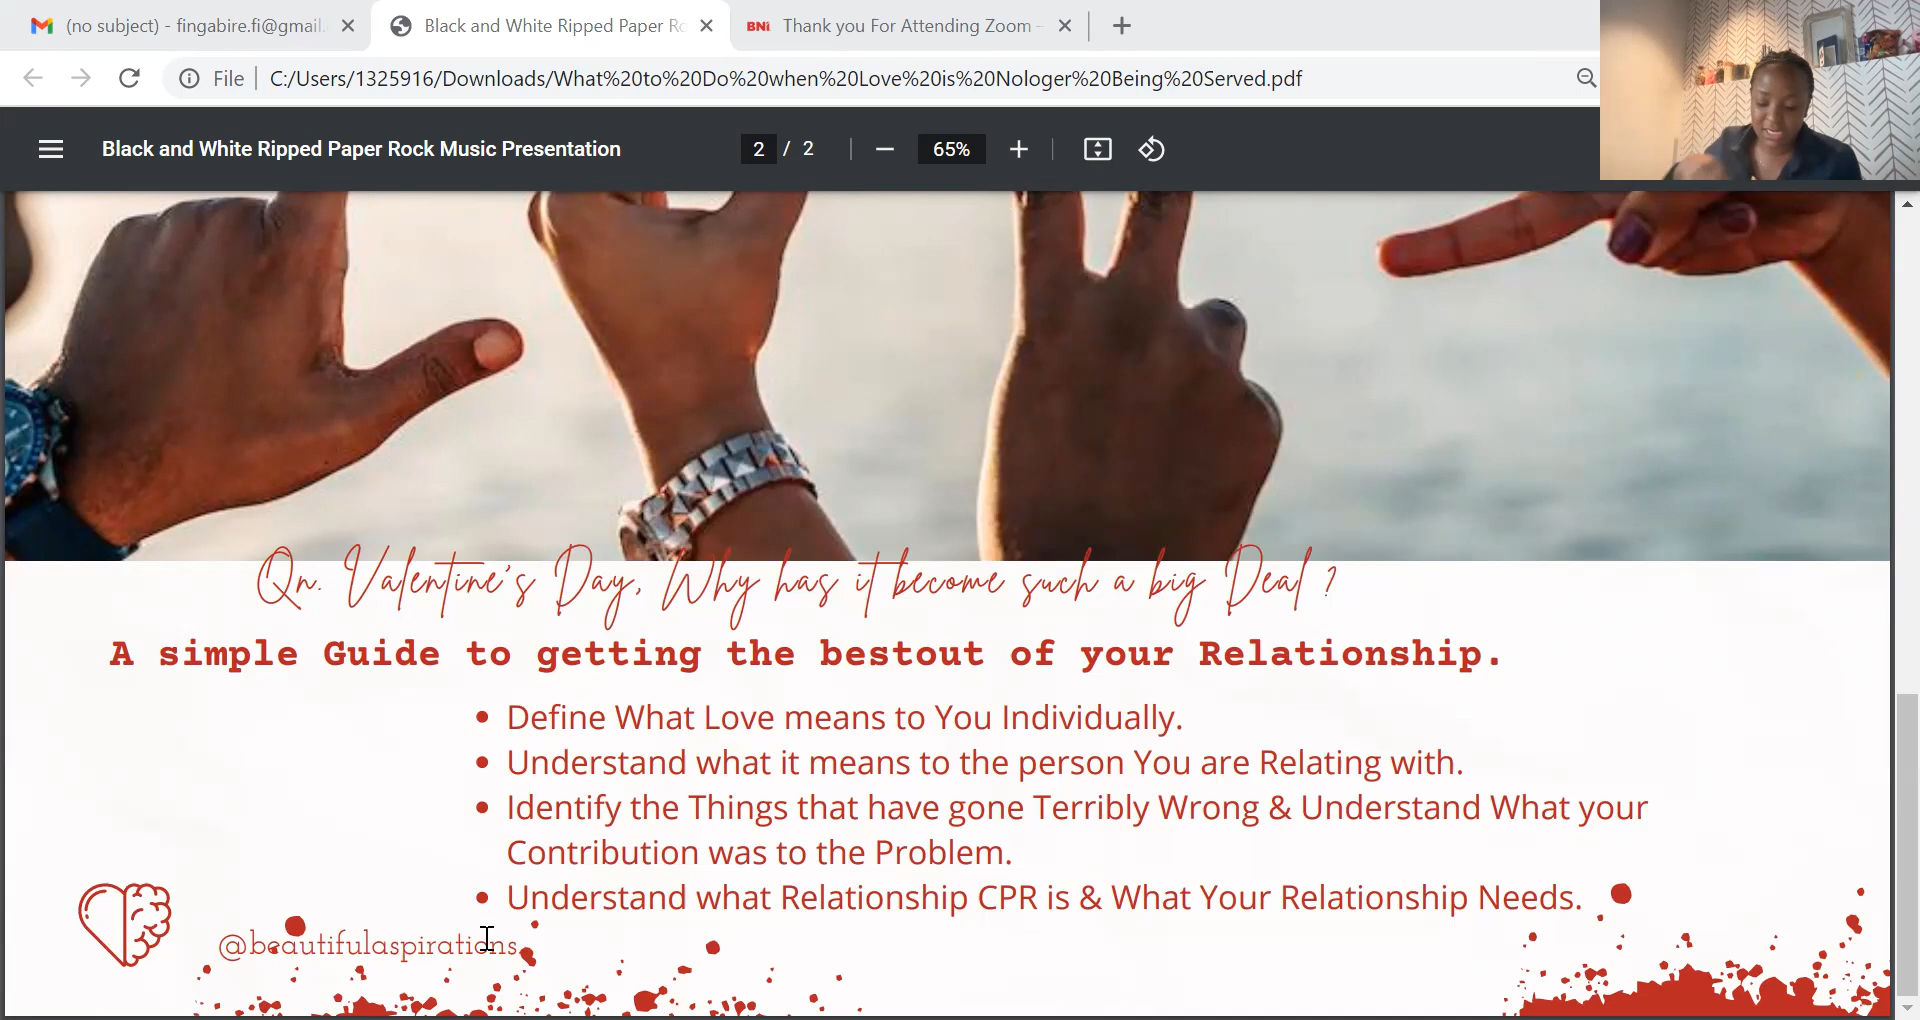 (no subject) - fingabire.fi@gmail.
Black and White Ripped Paper Ro
BNI Thank you For Attending Zoom -
File C:/Users/1325916/Downloads/What%20to%20Do%20when%20Love%20is%20Nologer%20Being%20Served.pdf
Black and White Ripped Paper Rock Music Presentation 2 / 2 65%
Qn. Valentine's Day, Why has it become such a big Deal ?
A simple Guide to getting the bestout of your Relationship.
• Define What Love means to You Individually.
• Understand what it means to the person You are Relating with.
• Identify the Things that have gone Terribly Wrong & Understand What your
Contribution was to the Problem.
• Understand what Relationship CPR is & What Your Relationship Needs.
@beautifulaspirations